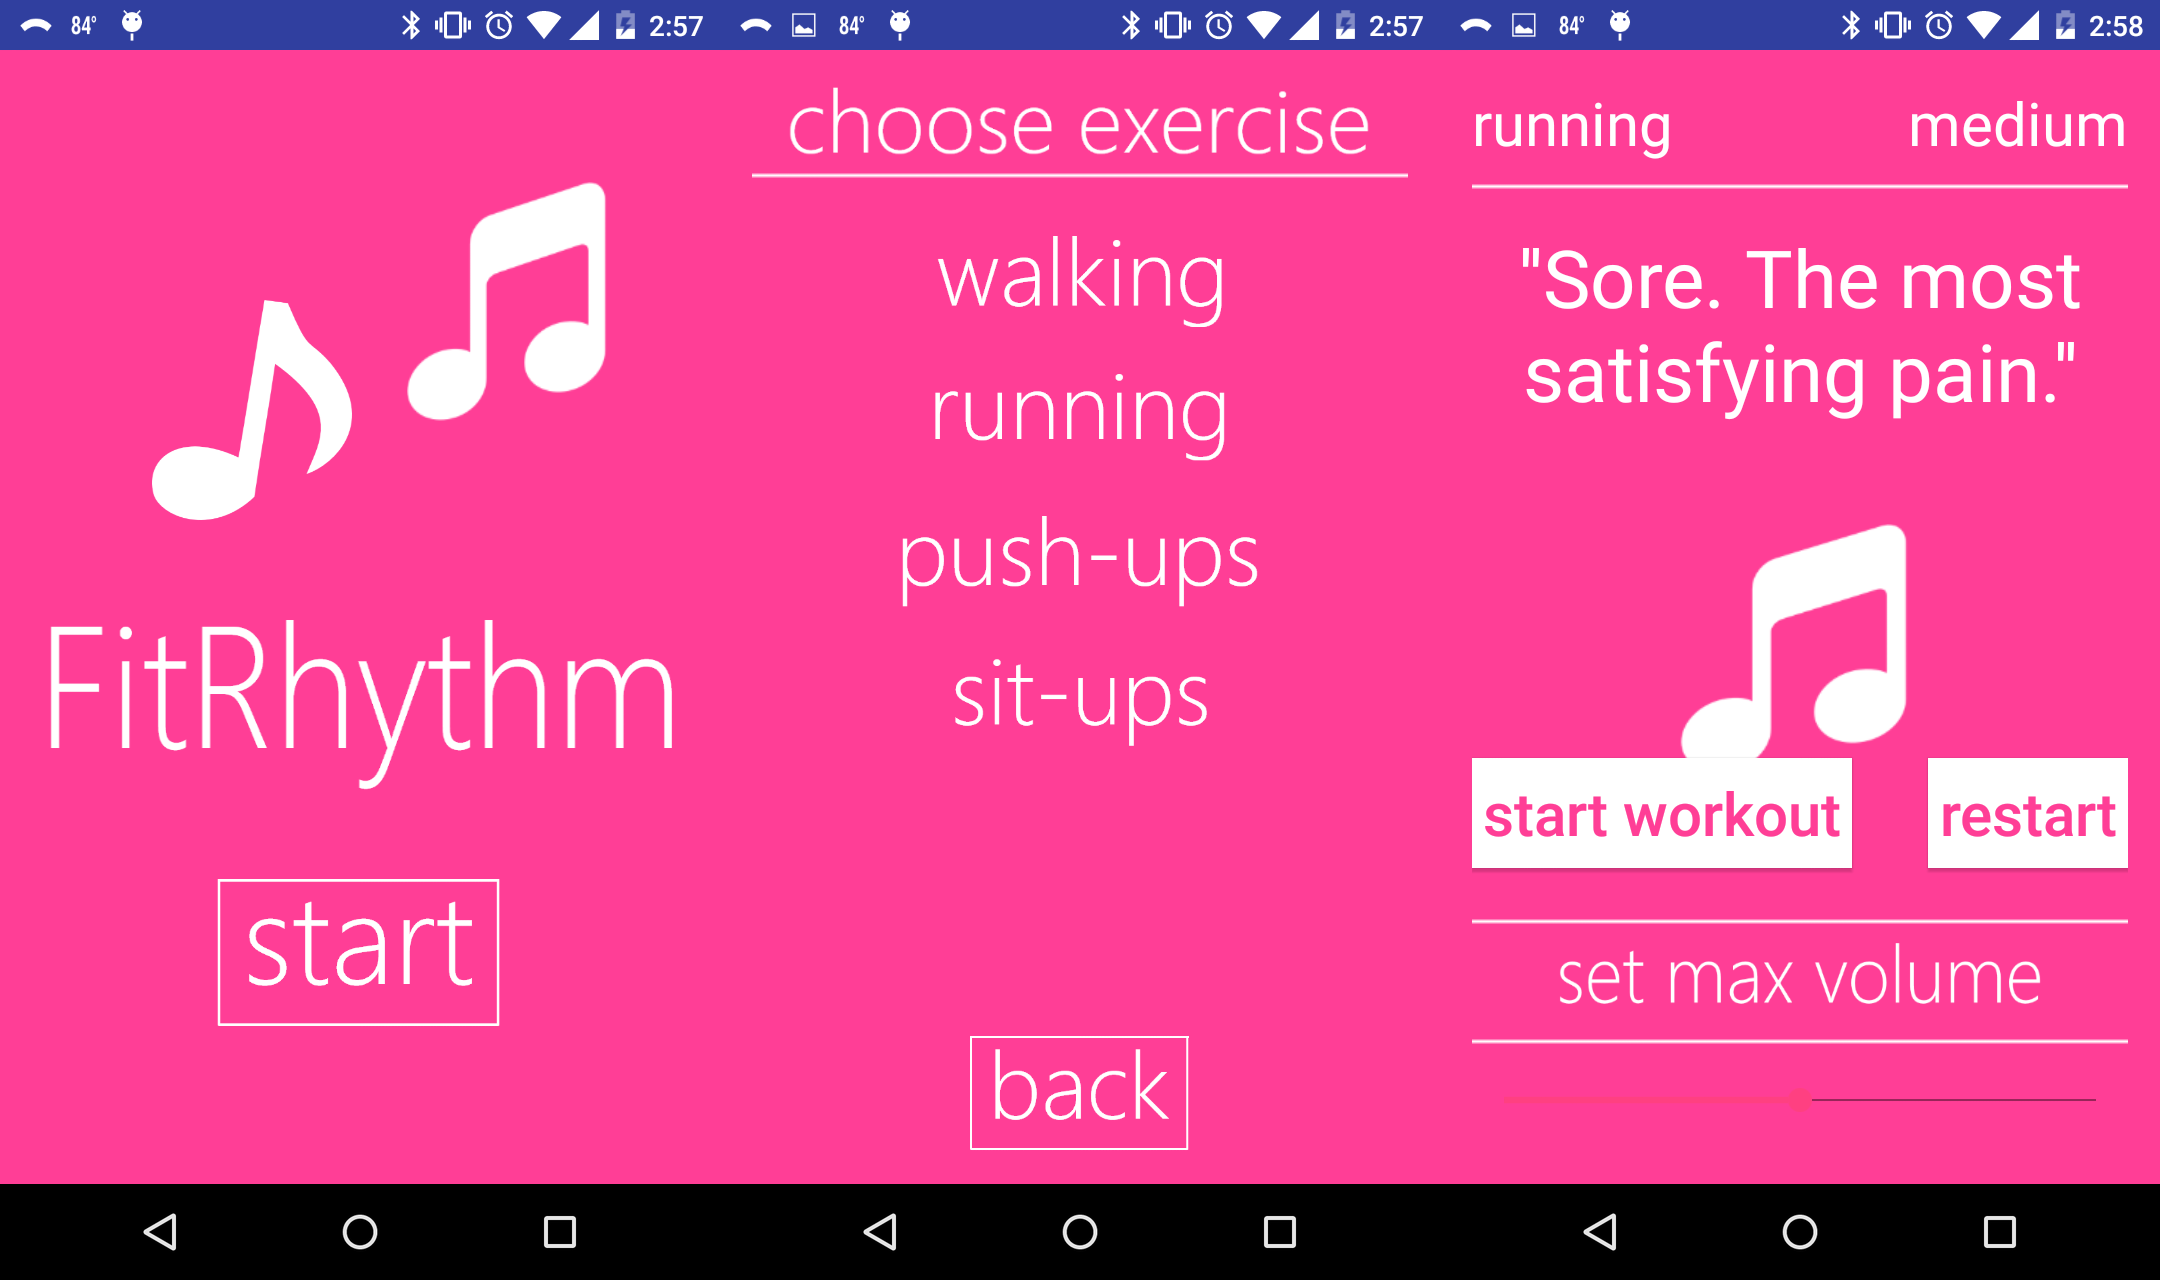 84° 2:57
FitRhythm
start
84° 2:57
choose exercise
walking
running
push-ups
sit-ups
back
84° 2:58
running medium
"Sore. The most
satisfying pain."
start workout restart
set max volume